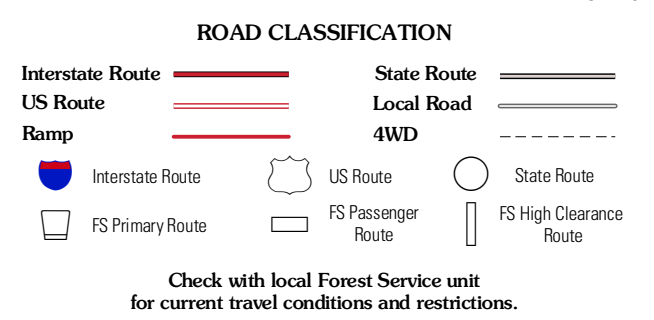 ROAD CLASSIFICATION
Interstate Route
State Route
US Route
Local Road
Ramp
4WD
Interstate Route
US Route
State Route
FS Primary Route
FS Passenger
Route
FS High Clearance
Route
Check with local Forest Service unit
for current travel conditions and restrictions.